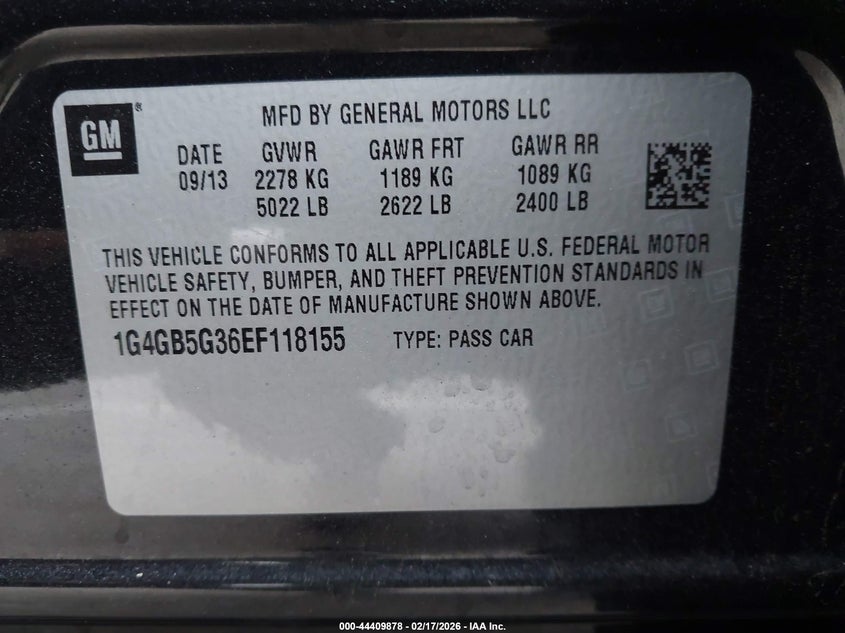 GM ®
MFD BY GENERAL MOTORS LLC
DATE GVWR GAWR FRT GAWR RR
09/13 2278 KG 1189 KG 1089 KG
5022 LB 2622 LB 2400 LB
THIS VEHICLE CONFORMS TO ALL APPLICABLE U.S. FEDERAL MOTOR
VEHICLE SAFETY, BUMPER, AND THEFT PREVENTION STANDARDS IN
EFFECT ON THE DATE OF MANUFACTURE SHOWN ABOVE.
1G4GB5G36EF118155 TYPE: PASS CAR
000-44409878 - 02/17/2026 - IAA Inc.